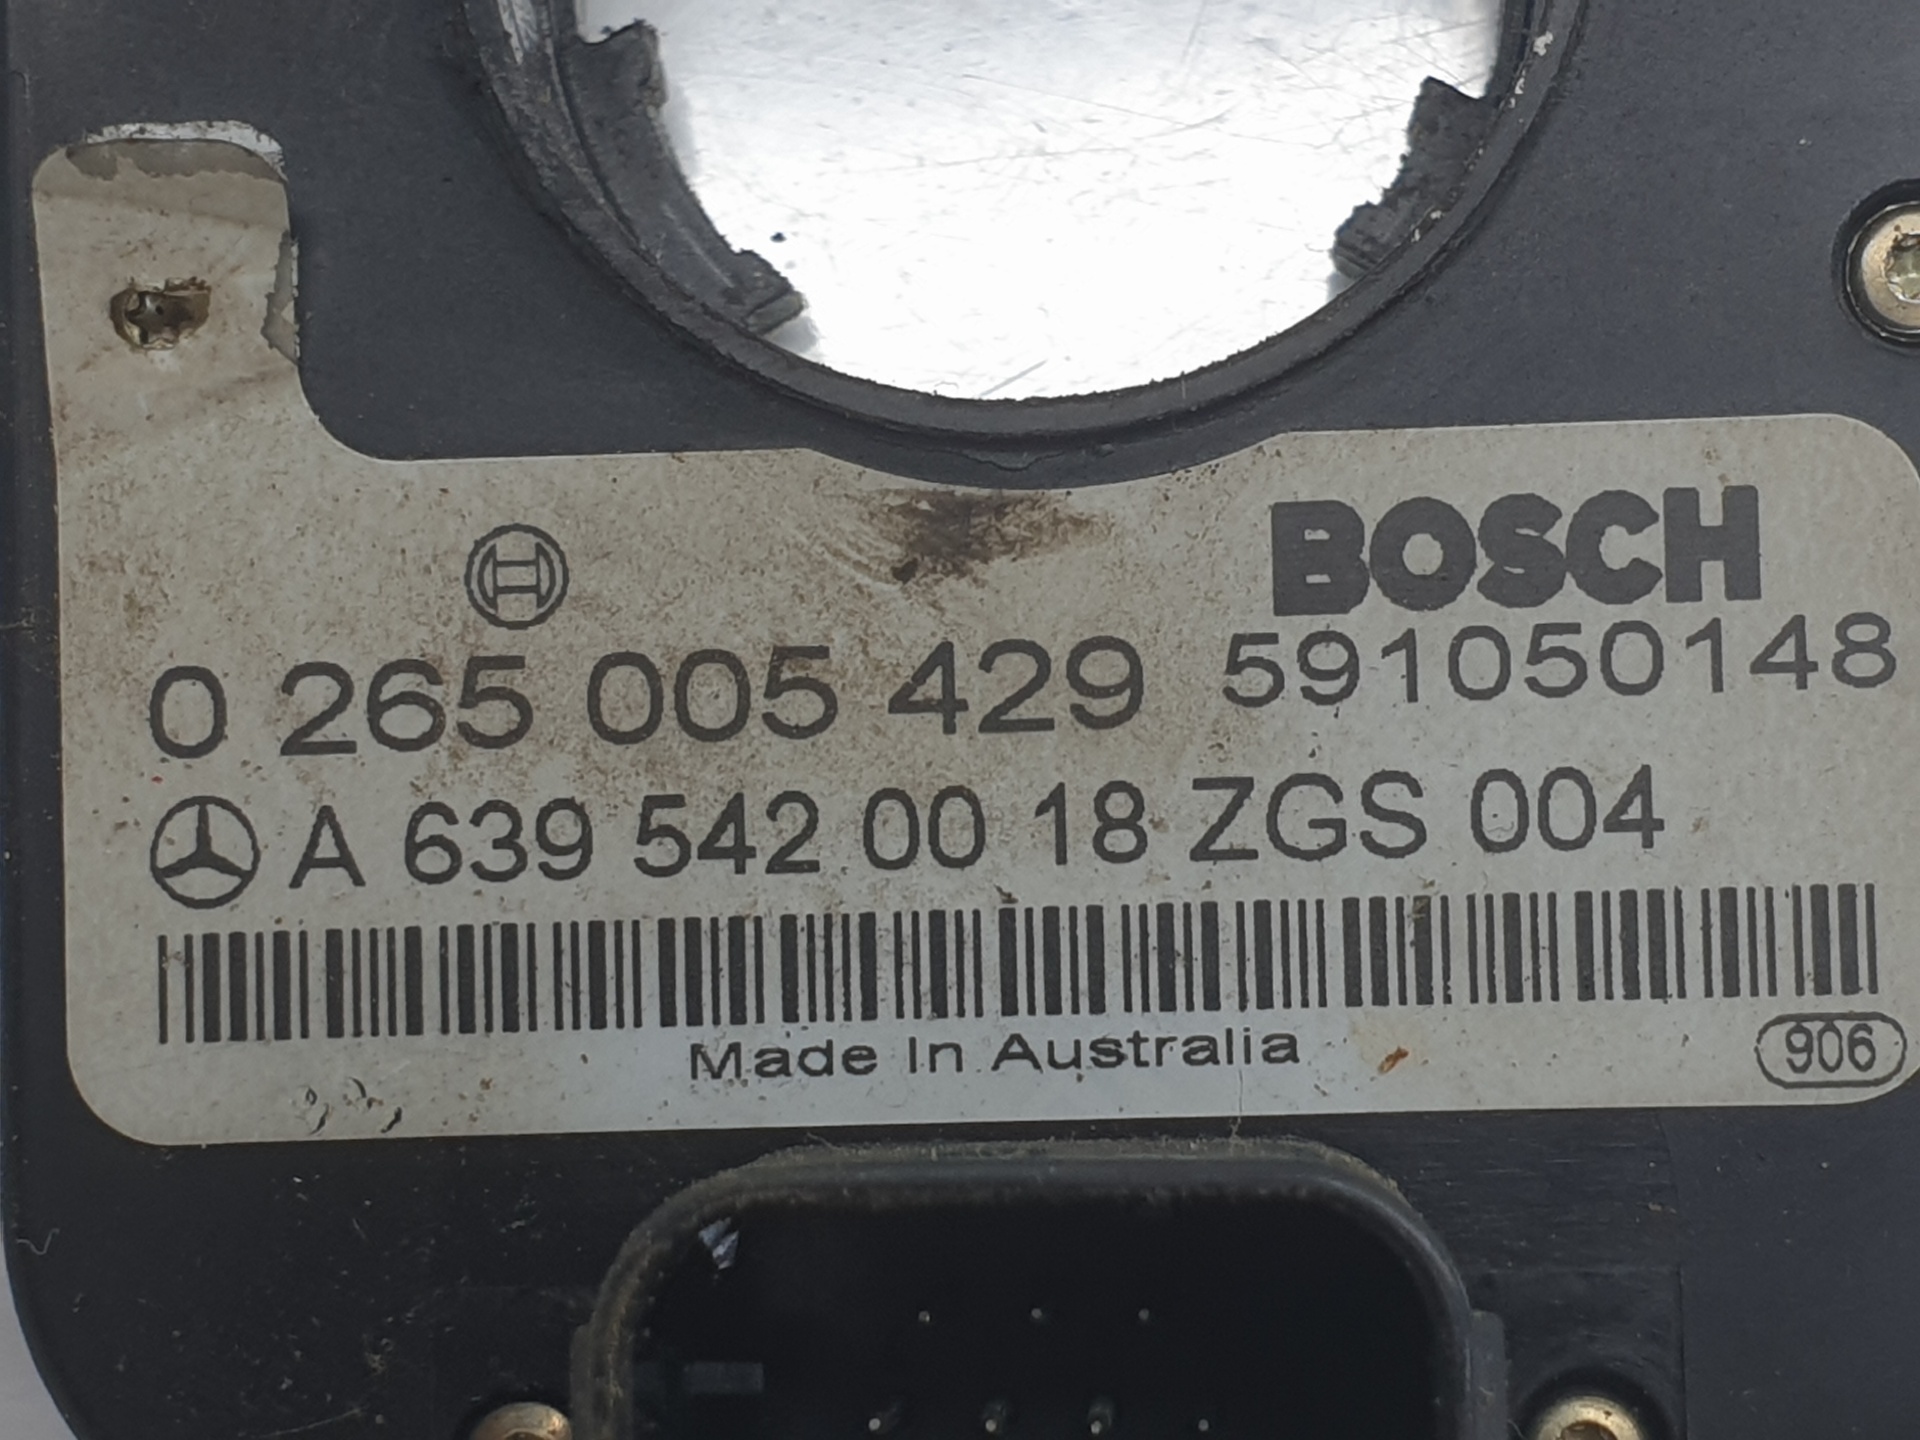 BOSCH
0 265 005 429 591050148
A 639 542 00 18 ZGS 004
Made In Australia
906